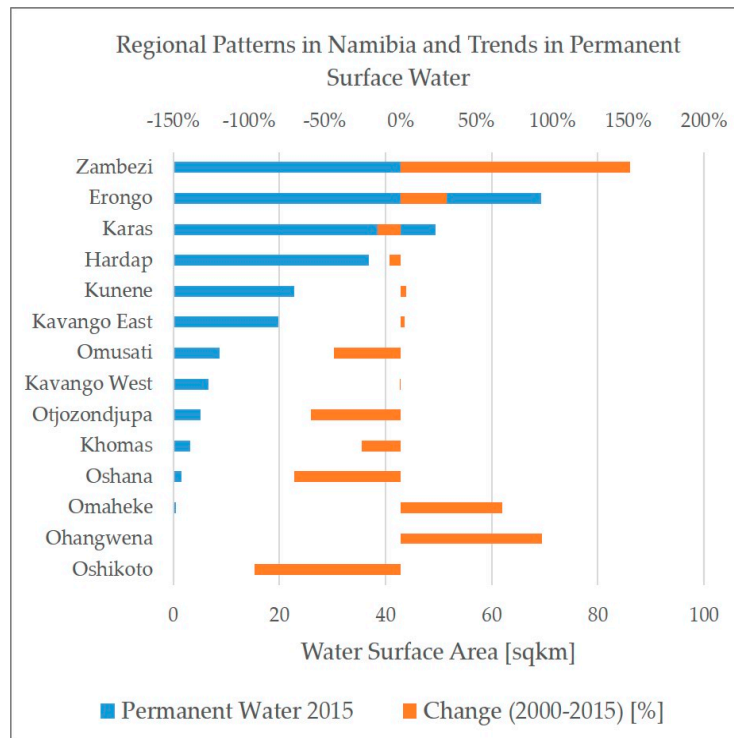 Regional Patterns in Namibia and Trends in Permanent
Surface Water
-150% -100% -50% 0% 50% 100% 150% 200%
Zambezi
Erongo
Karas
Hardap
Kunene
Kavango East
Omusati
Kavango West
Otjozondjupa
Khomas
Oshana
Omaheke
Ohangwena
Oshikoto
0 20 40 60 80 100
Water Surface Area [sqkm]
Permanent Water 2015 Change (2000-2015) [%]